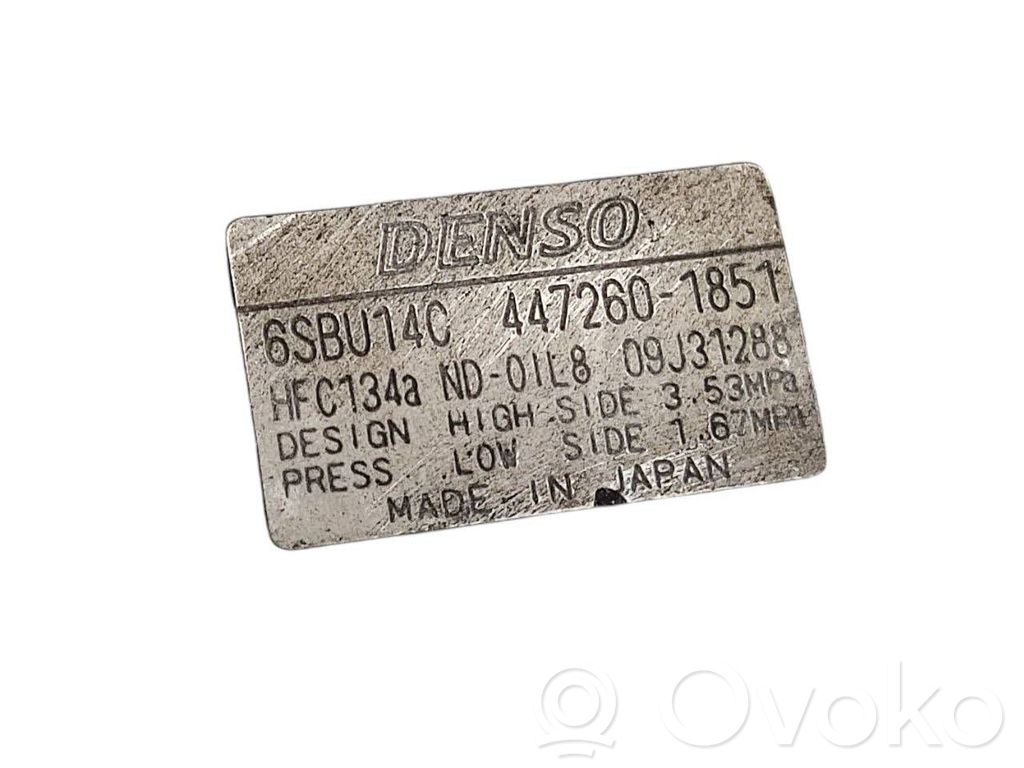 DENSO
6SBU14C 447260-1851
HFC134a ND-OIL8 09J31288
DESIGN HIGH SIDE 3.53MPa
PRESS LOW SIDE 1.67MPa
MADE IN JAPAN
Ovoko